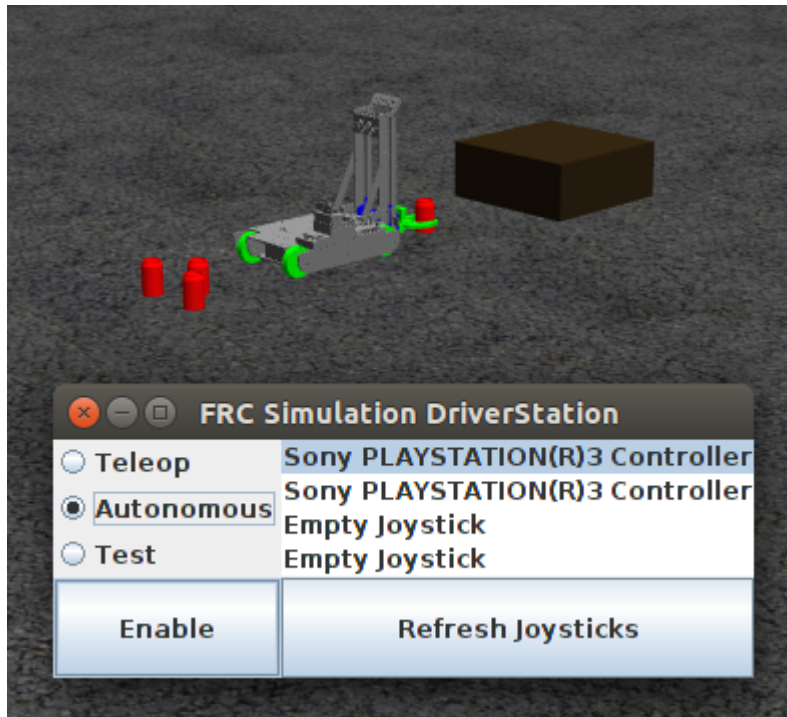 FRC Simulation DriverStation
Teleop
Autonomous
Test
Sony PLAYSTATION(R)3 Controller
Sony PLAYSTATION(R)3 Controller
Empty Joystick
Empty Joystick
Enable
Refresh Joysticks